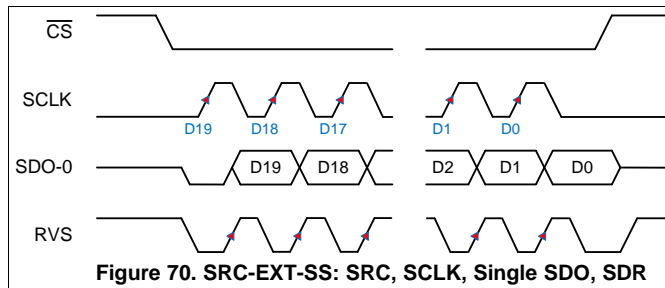 CS
SCLK
D19 D18 D17 D1 D0
SDO-0 D19 D18 D2 D1 D0
RVS
Figure 70. SRC-EXT-SS: SRC, SCLK, Single SDO, SDR